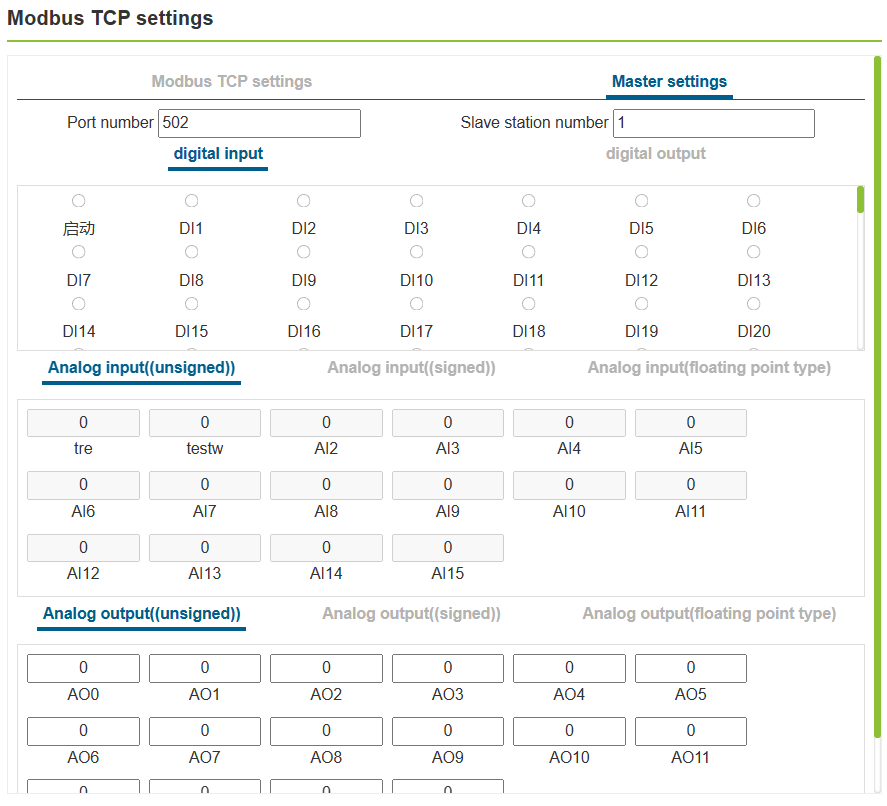 Modbus TCP settings
Modbus TCP settings Master settings
Port number 502 Slave station number 1
digital input digital output
启动 DI1 DI2 DI3 DI4 DI5 DI6
DI7 DI8 DI9 DI10 DI11 DI12 DI13
DI14 DI15 DI16 DI17 DI18 DI19 DI20
Analog input((unsigned)) Analog input((signed)) Analog input(floating point type)
0 0 0 0 0 0
tre testw AI2 AI3 AI4 AI5
0 0 0 0 0 0
AI6 AI7 AI8 AI9 AI10 AI11
0 0 0 0
AI12 AI13 AI14 AI15
Analog output((unsigned)) Analog output((signed)) Analog output(floating point type)
0 0 0 0 0 0
AO0 AO1 AO2 AO3 AO4 AO5
0 0 0 0 0 0
AO6 AO7 AO8 AO9 AO10 AO11
0 0 0 0